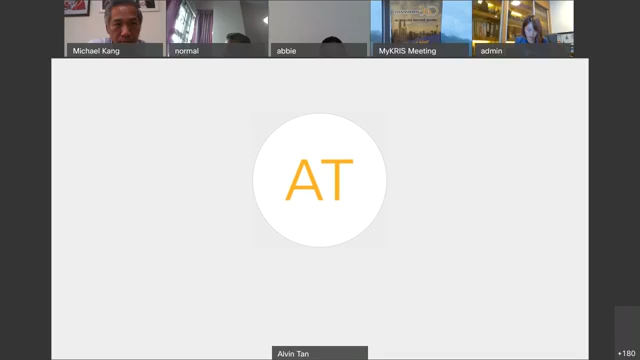 Michael Kang
normal
abbie
MyKRIS Meeting
admin
AT
Alvin Tan
+180